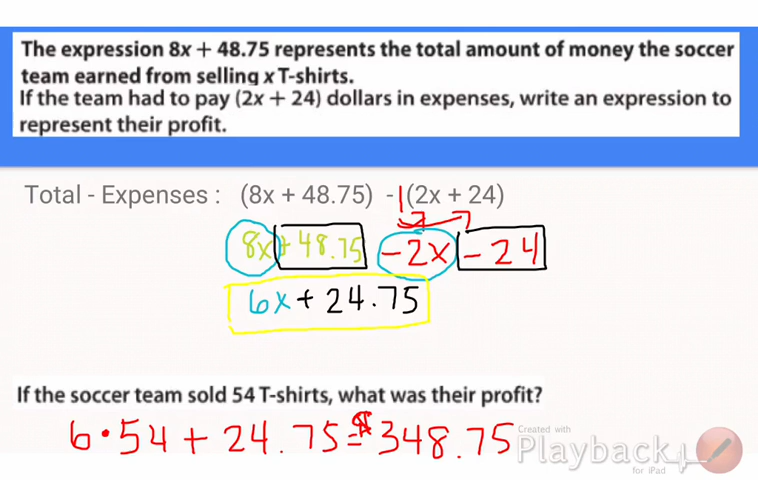 The expression 8x + 48.75 represents the total amount of money the soccer
team earned from selling x T-shirts.
If the team had to pay (2x + 24) dollars in expenses, write an expression to
represent their profit.
Total - Expenses : (8x + 48.75) -1(2x + 24)
8x + 48.75 - 2x - 24
6x + 24.75
If the soccer team sold 54 T-shirts, what was their profit?
6 • 54 + 24.75 = $348.75
Created with
Playback
for iPad